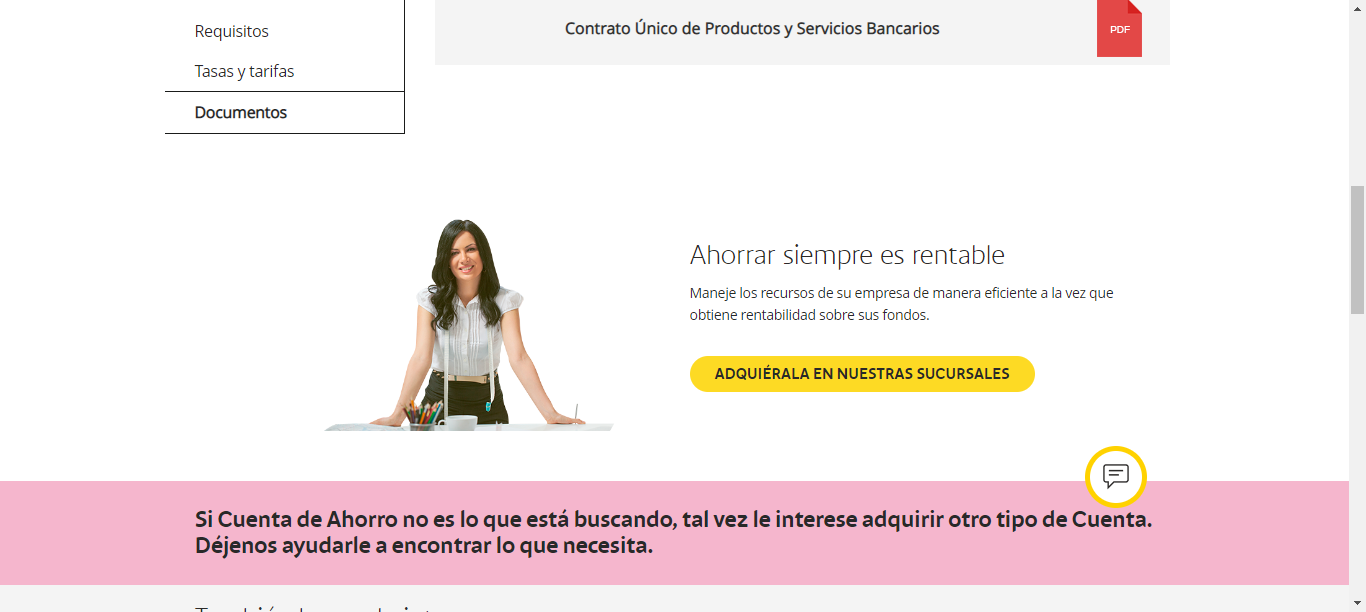 Requisitos
Tasas y tarifas
Documentos
Contrato Único de Productos y Servicios Bancarios
PDF
Ahorrar siempre es rentable
Maneje los recursos de su empresa de manera eficiente a la vez que
obtiene rentabilidad sobre sus fondos.
ADQUIÉRALA EN NUESTRAS SUCURSALES
Si Cuenta de Ahorro no es lo que está buscando, tal vez le interese adquirir otro tipo de Cuenta.
Déjenos ayudarle a encontrar lo que necesita.